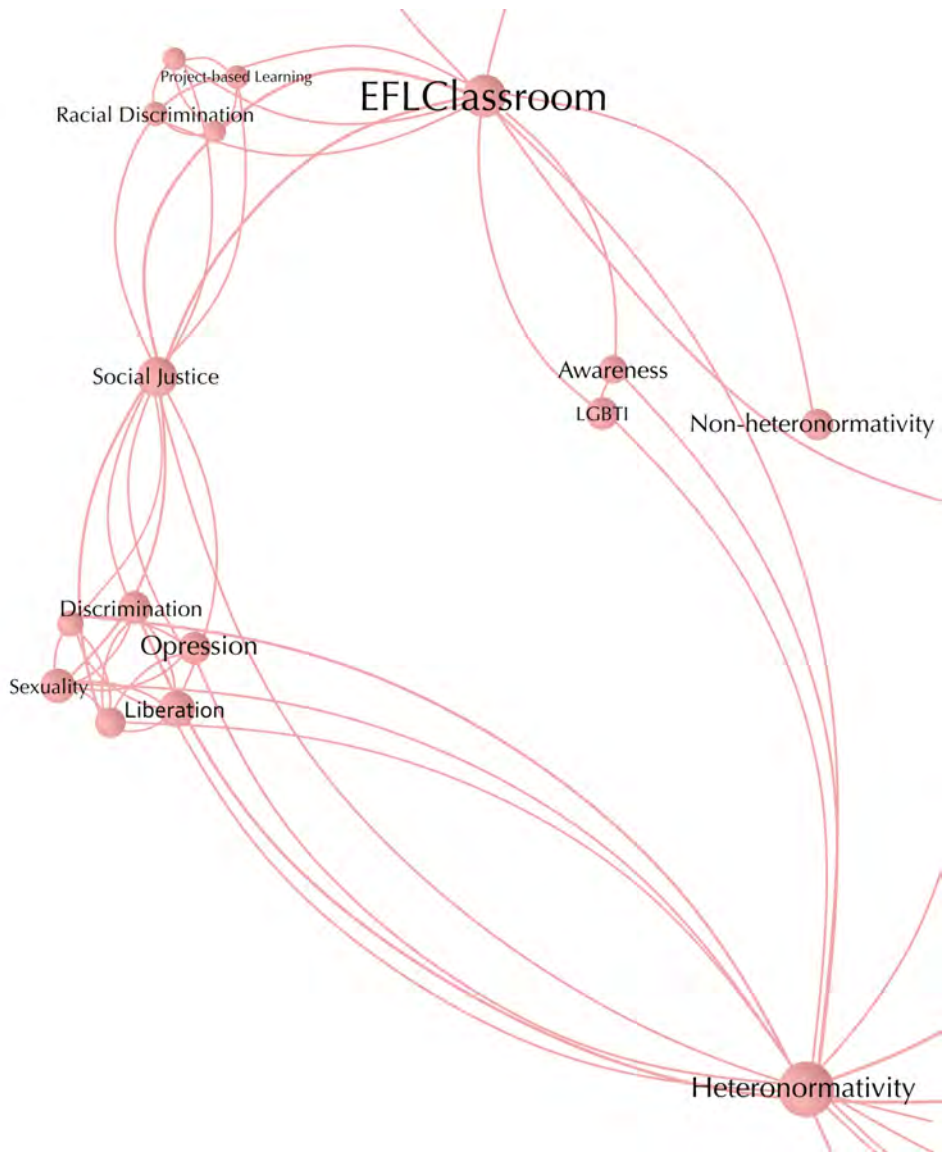 Project-based Learning
EFLClassroom
Racial Discrimination
Social Justice
Awareness
LGBTI
Non-heteronormativity
Discrimination
Opression
Sexuality
Liberation
Heteronormativity